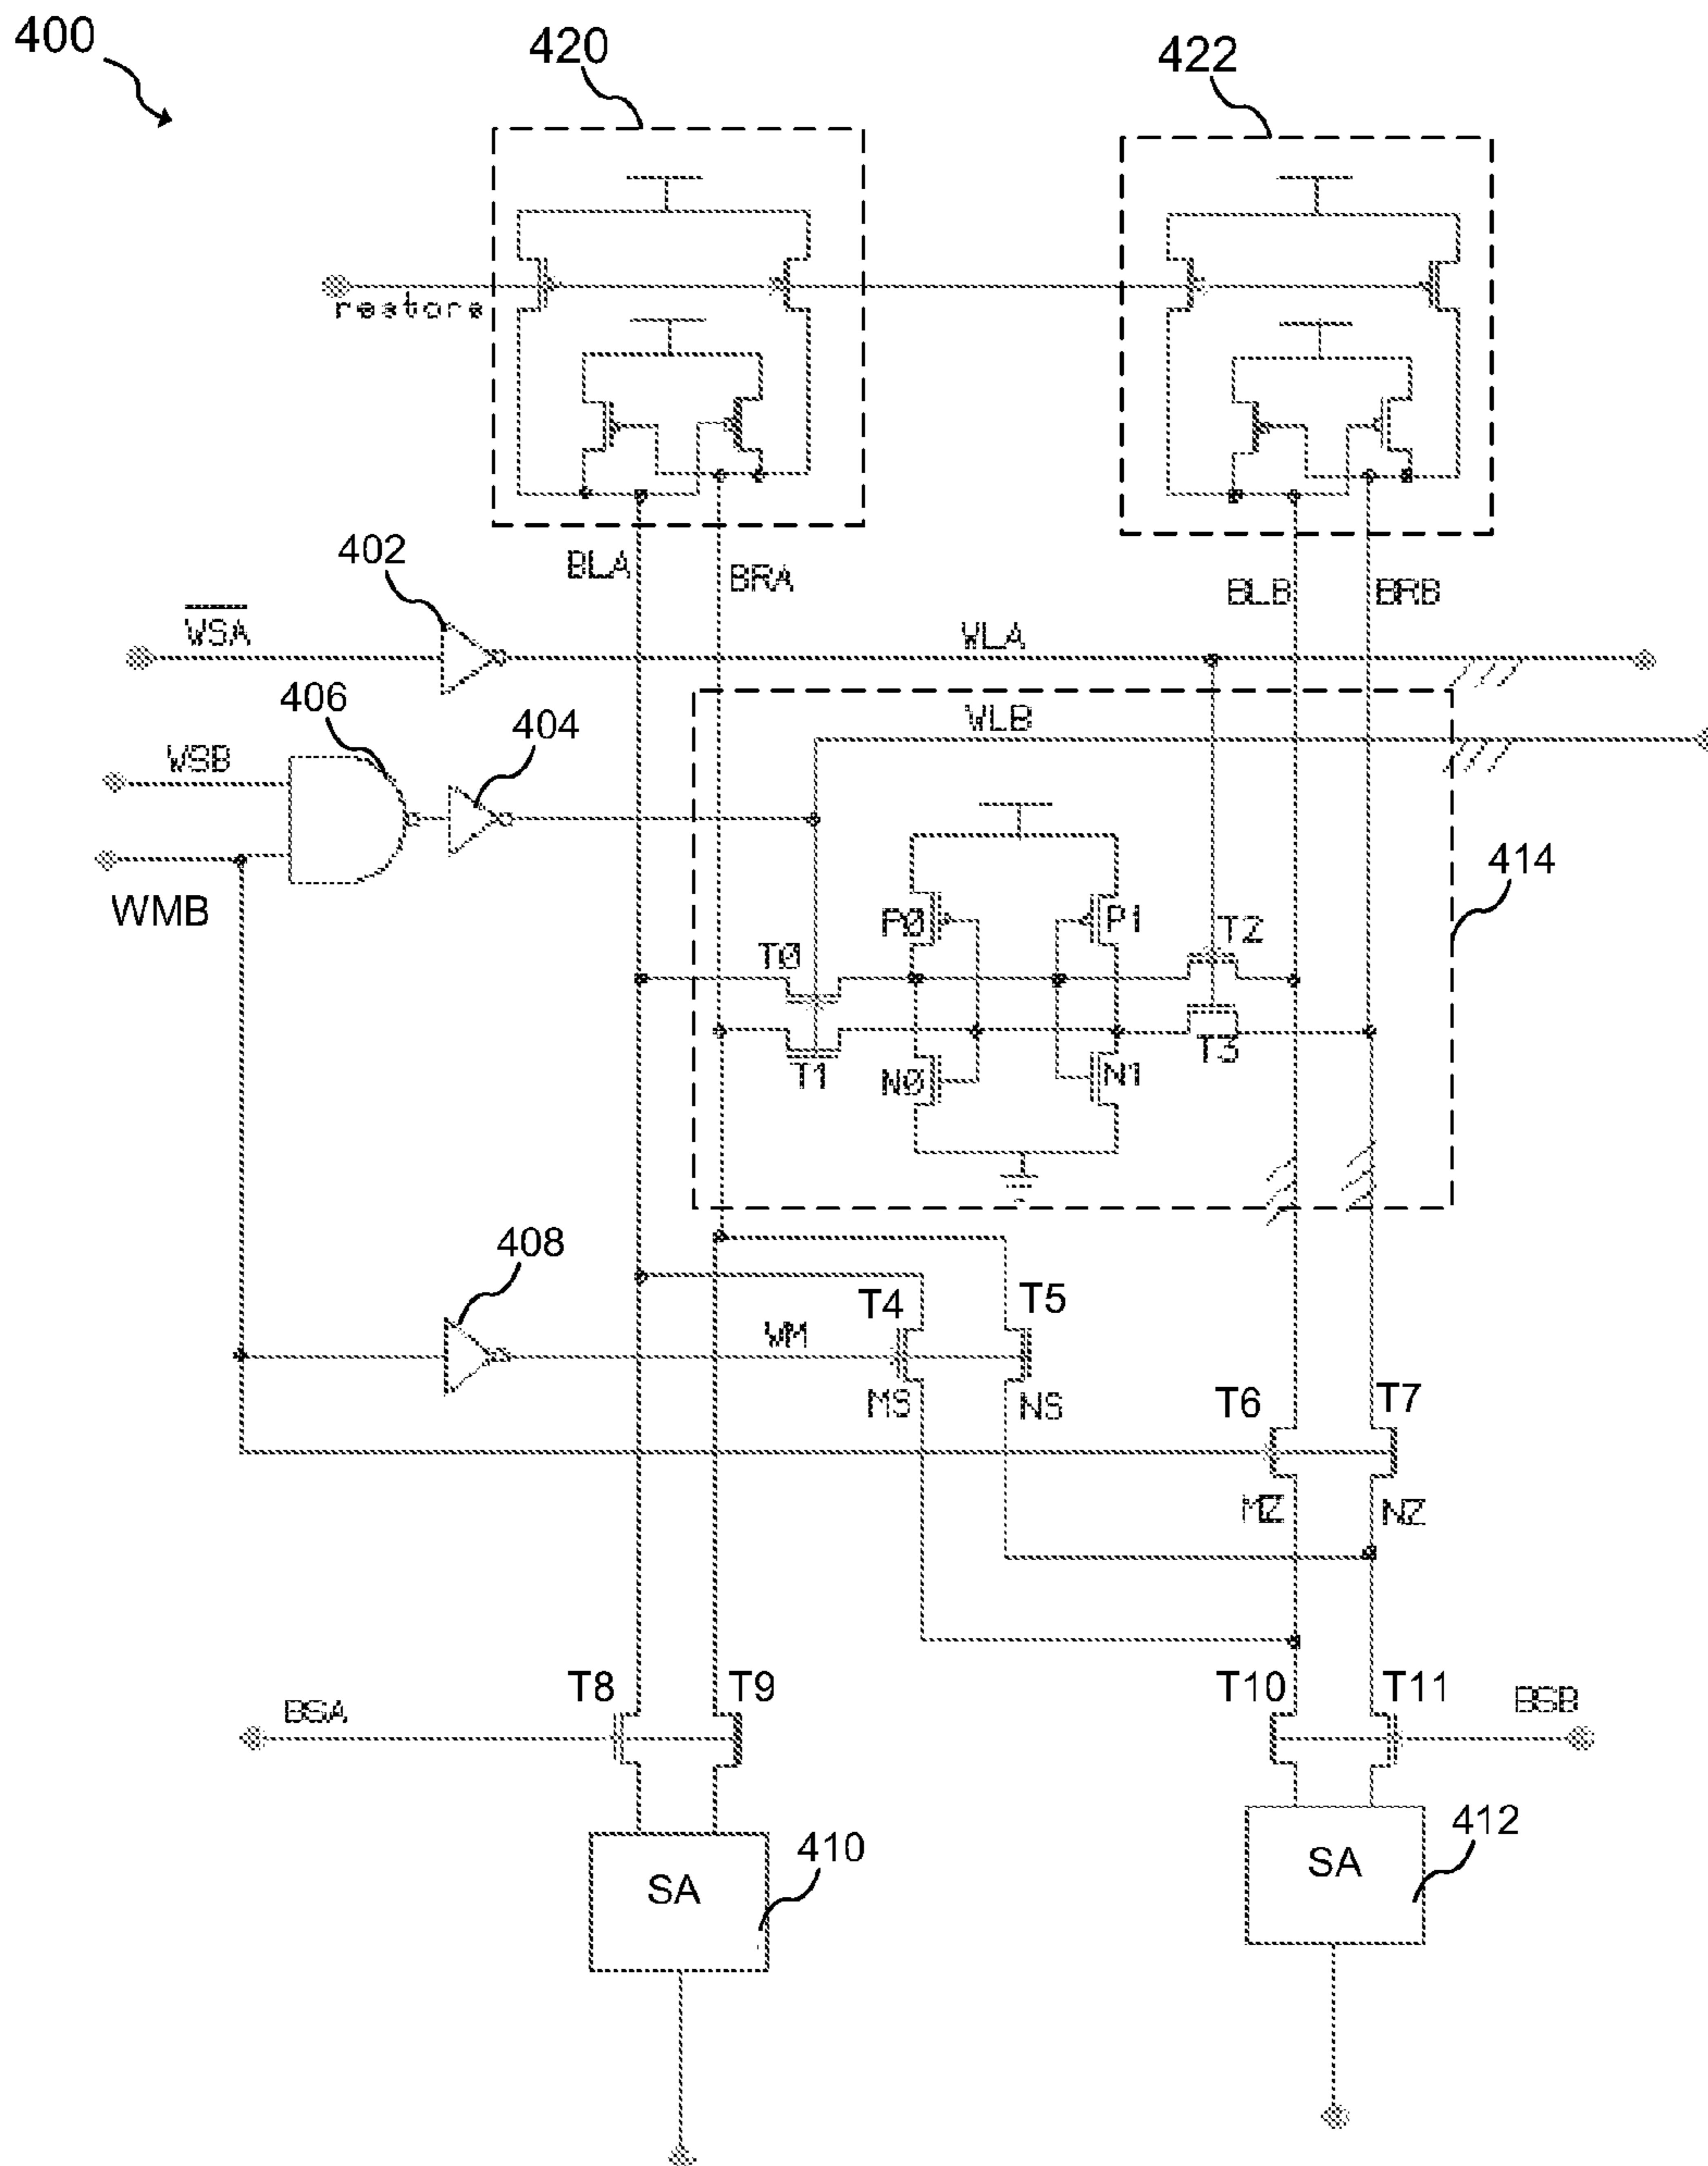 400
420
422
restore
BLA
BRA
BLB
BRB
402
WSA
WLA
406
404
WSB
WLB
WMB
414
P0
P1
T0
T2
T1
N0
N1
T3
408
T4
T5
WM
MS
NS
T6
T7
MZ
NZ
T8
T9
T10
T11
BSA
BSB
SA
410
SA
412